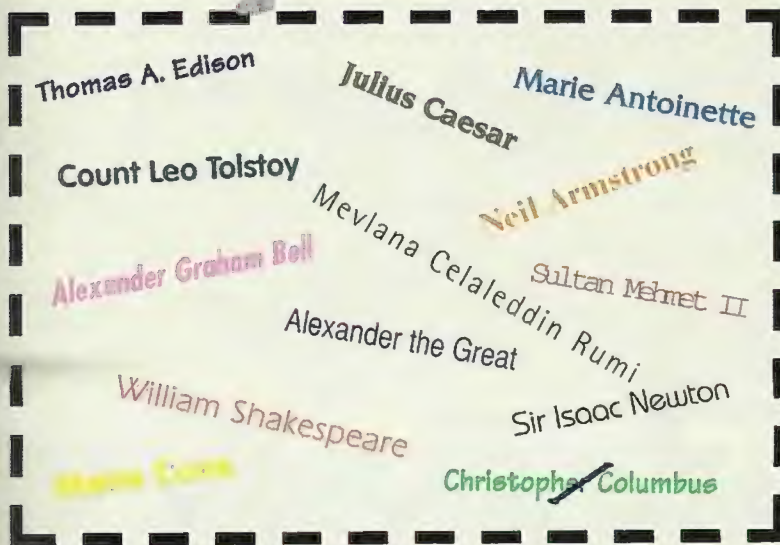 Thomas A. Edison
Julius Caesar
Marie Antoinette
Count Leo Tolstoy
Neil Armstrong
Mevlana Celaleddin Rumi
Alexander Graham Bell
Sultan Mehmet II
Alexander the Great
William Shakespeare
Sir Isaac Newton
Christopher Columbus